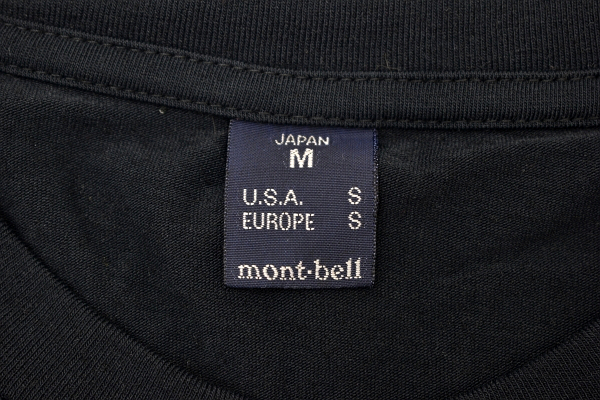 JAPAN
M
U.S.A. S
EUROPE S
mont·bell